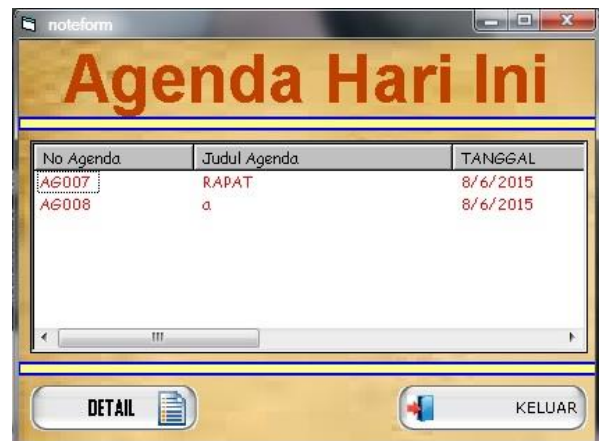 noteform
Agenda Hari Ini
No Agenda Judul Agenda TANGGAL
AG007 RAPAT 8/6/2015
AG008 a 8/6/2015
DETAIL KELUAR